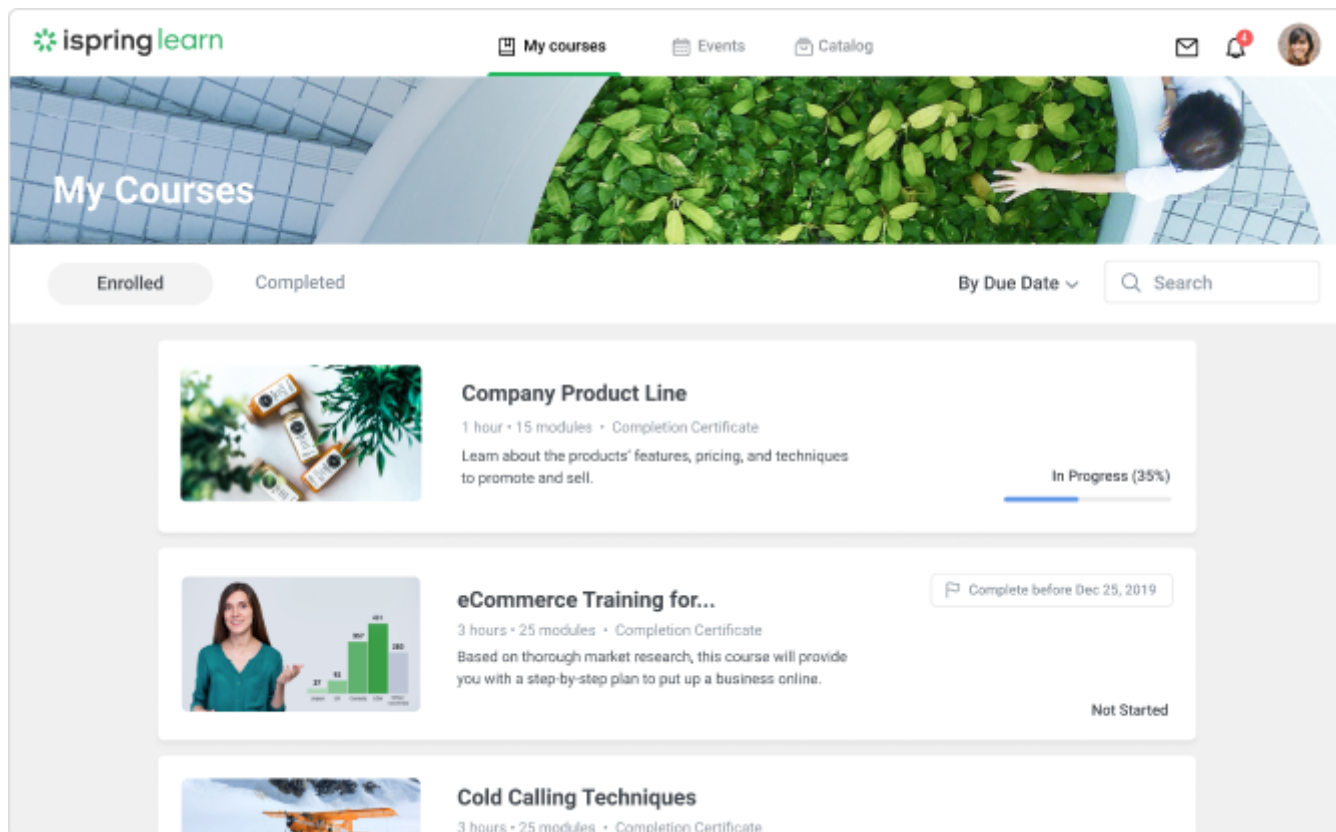 ispring learn
My courses
Events
Catalog
4
My Courses
Enrolled
Completed
By Due Date
Search
Company Product Line
1 hour • 15 modules • Completion Certificate
Learn about the products' features, pricing, and techniques
to promote and sell.
In Progress (35%)
eCommerce Training for...
Complete before Dec 25, 2019
3 hours • 25 modules • Completion Certificate
Based on thorough market research, this course will provide
you with a step-by-step plan to put up a business online.
Not Started
Cold Calling Techniques
3 hours • 25 modules • Completion Certificate